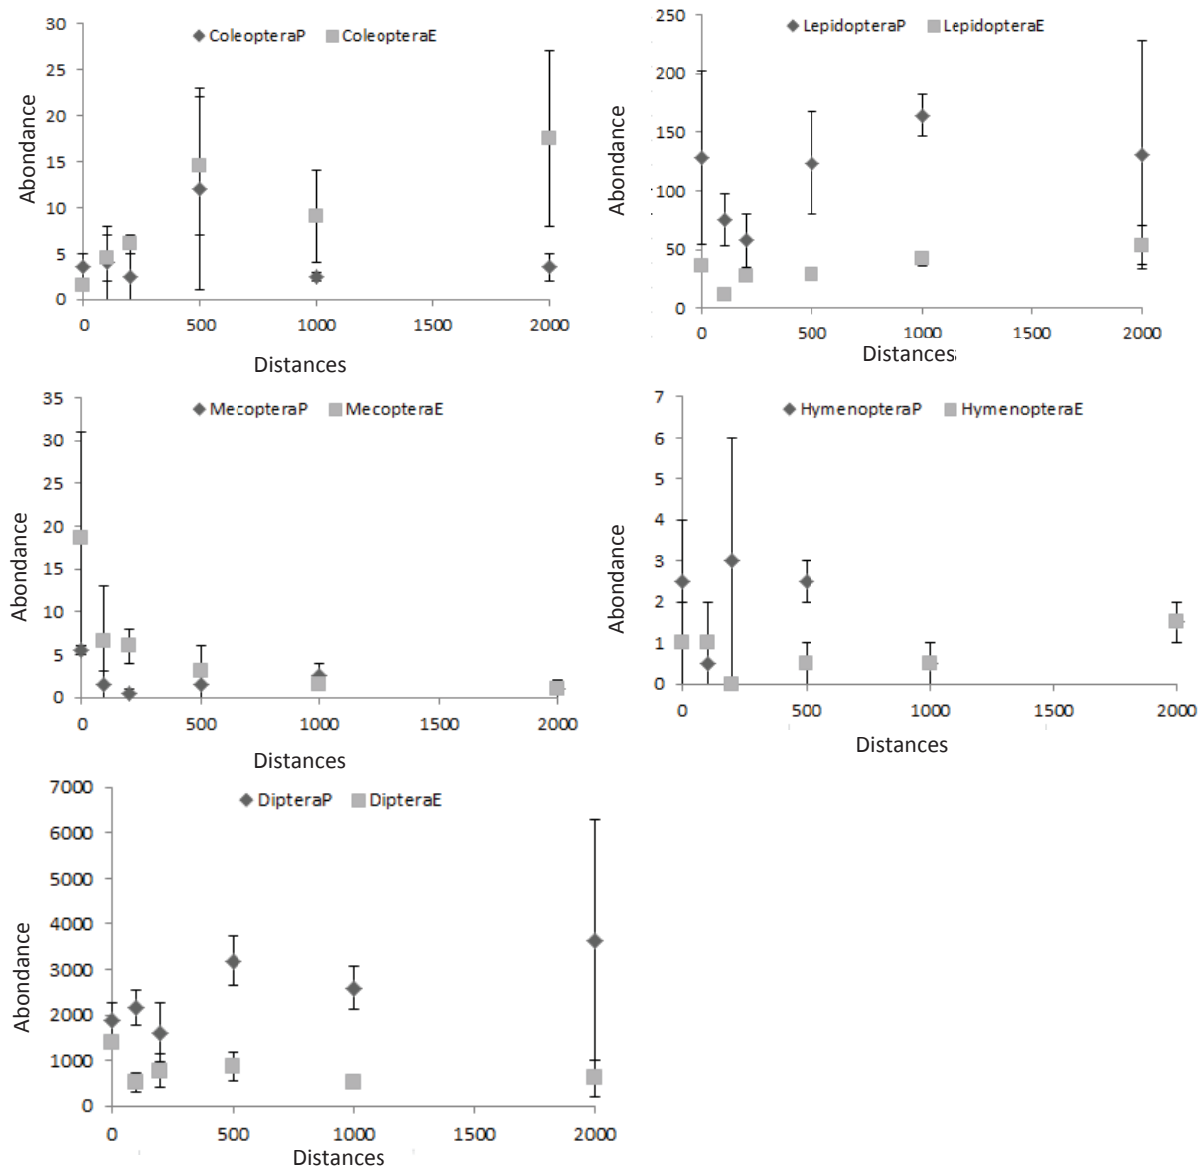 ColeopteraP ColeopteraE
30
25
20
15
10
5
0
Abondance
0 500 1000 1500 2000
Distances
LepidopteraP LepidopteraE
250
200
150
100
50
0
Abondance
0 500 1000 1500 2000
Distances
MecopteraP MecopteraE
35
30
25
20
15
10
5
0
Abondance
0 500 1000 1500 2000
Distances
HymenopteraP HymenopteraE
7
6
5
4
3
2
1
0
Abondance
0 500 1000 1500 2000
Distances
DipteraP DipteraE
7000
6000
5000
4000
3000
2000
1000
0
Abondance
0 500 1000 1500 2000
Distances